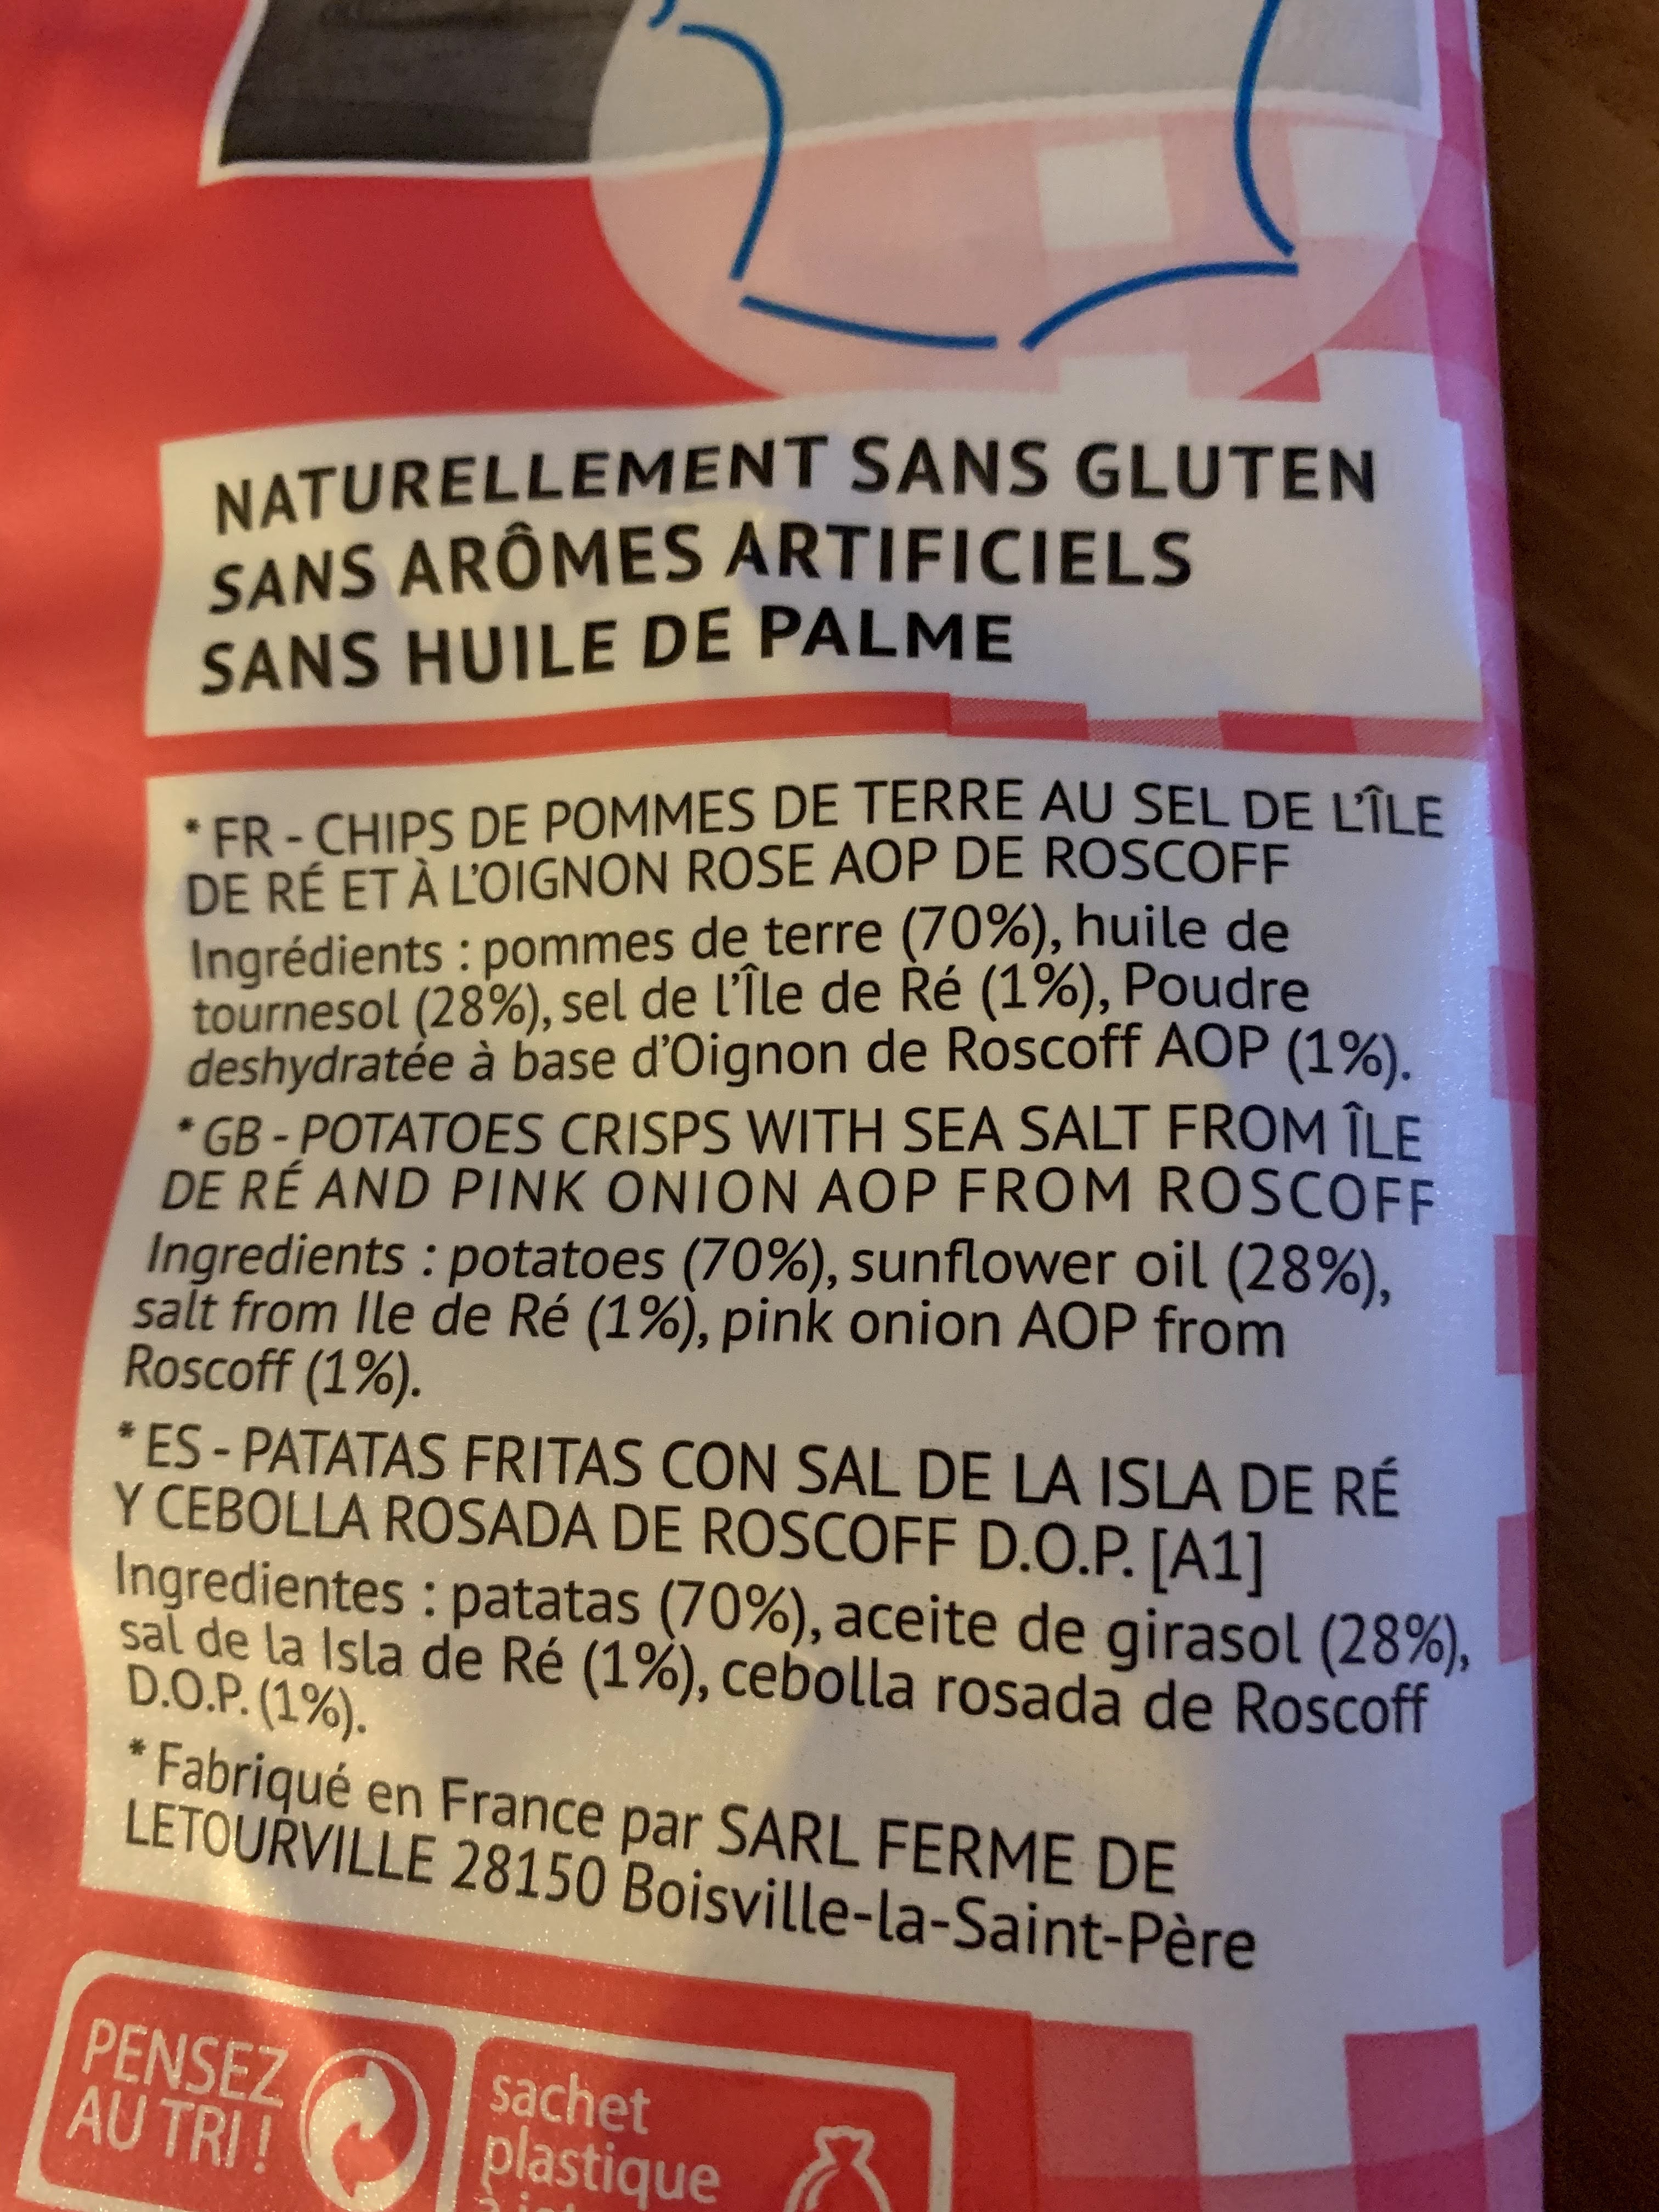 NATURELLEMENT SANS GLUTEN
SANS ARÔMES ARTIFICIELS
SANS HUILE DE PALME
* FR - CHIPS DE POMMES DE TERRE AU SEL DE L'ÎLE
DE RÉ ET À L'OIGNON ROSE AOP DE ROSCOFF
Ingrédients : pommes de terre (70%), huile de
tournesol (28%), sel de l'Île de Ré (1%), Poudre
deshydratée à base d'Oignon de Roscoff AOP (1%).
* GB - POTATOES CRISPS WITH SEA SALT FROM ÎLE
DE RÉ AND PINK ONION AOP FROM ROSCOFF
Ingredients : potatoes (70%), sunflower oil (28%),
salt from Ile de Ré (1%), pink onion AOP from
Roscoff (1%).
* ES - PATATAS FRITAS CON SAL DE LA ISLA DE RÉ
Y CEBOLLA ROSADA DE ROSCOFF D.O.P. [A1]
Ingredientes : patatas (70%), aceite de girasol (28%),
sal de la Isla de Ré (1%), cebolla rosada de Roscoff
D.O.P. (1%).
* Fabriqué en France par SARL FERME DE
LETOURVILLE 28150 Boisville-la-Saint-Père
PENSEZ
AU TRI !
sachet
plastique